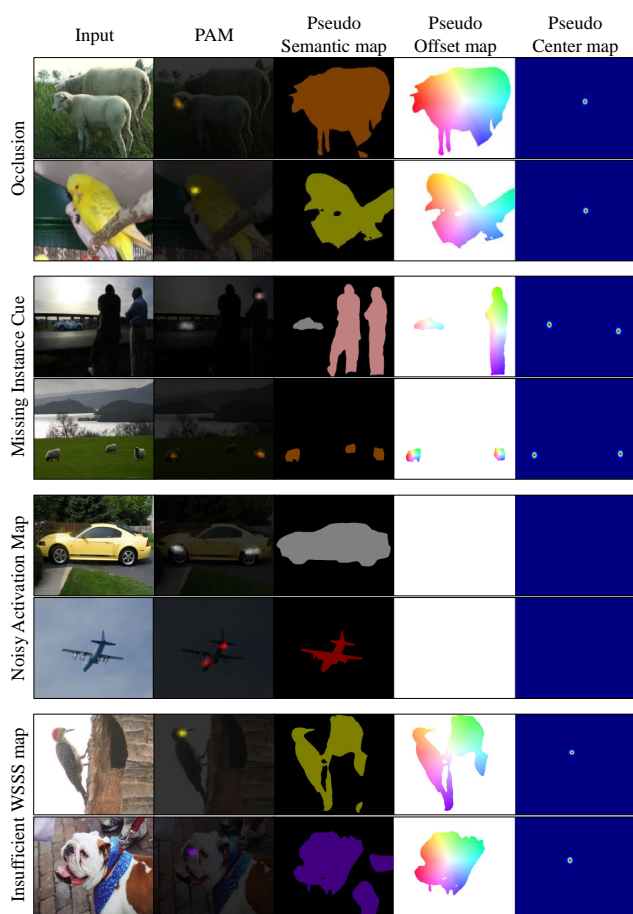 Input PAM Pseudo Semantic map Pseudo Offset map Pseudo Center map
Occlusion
Missing Instance Cue
Noisy Activation Map
Insufficient WSSS map